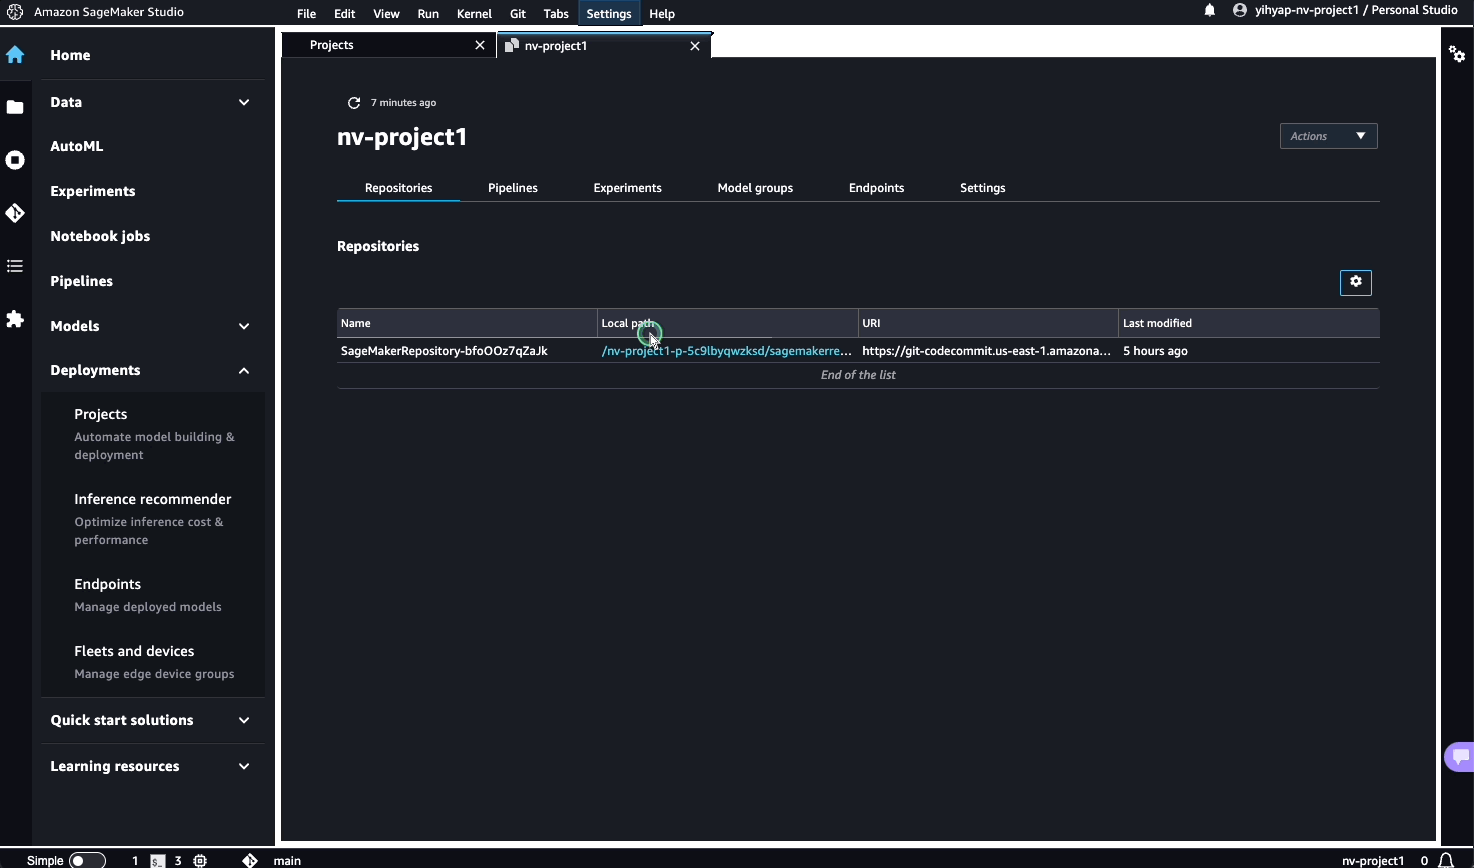 Amazon SageMaker Studio
File Edit View Run Kernel Git Tabs Settings Help
yihyap-nv-project1 / Personal Studio
Home
Data
AutoML
Experiments
Notebook jobs
Pipelines
Models
Deployments
Projects
Automate model building &
deployment
Inference recommender
Optimize inference cost &
performance
Endpoints
Manage deployed models
Fleets and devices
Manage edge device groups
Quick start solutions
Learning resources
Projects
nv-project1
7 minutes ago
nv-project1
Actions
Repositories Pipelines Experiments Model groups Endpoints Settings
Repositories
Name Local path URI Last modified
SageMakerRepository-bfoOOz7qZaJk /nv-project1-p-5c9lbyqwzksd/sagemakerre... https://git-codecommit.us-east-1.amazona... 5 hours ago
End of the list
Simple 1 $_ 3 main
nv-project1 0